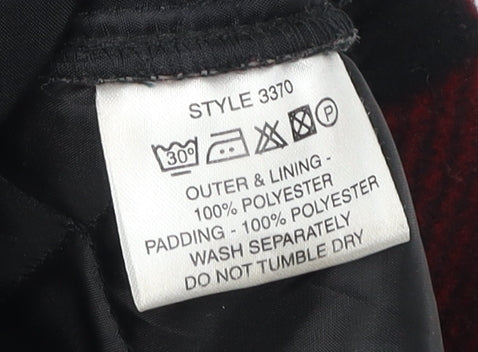 STYLE 3370
30° P
OUTER & LINING -
100% POLYESTER
PADDING - 100% POLYESTER
WASH SEPARATELY
DO NOT TUMBLE DRY